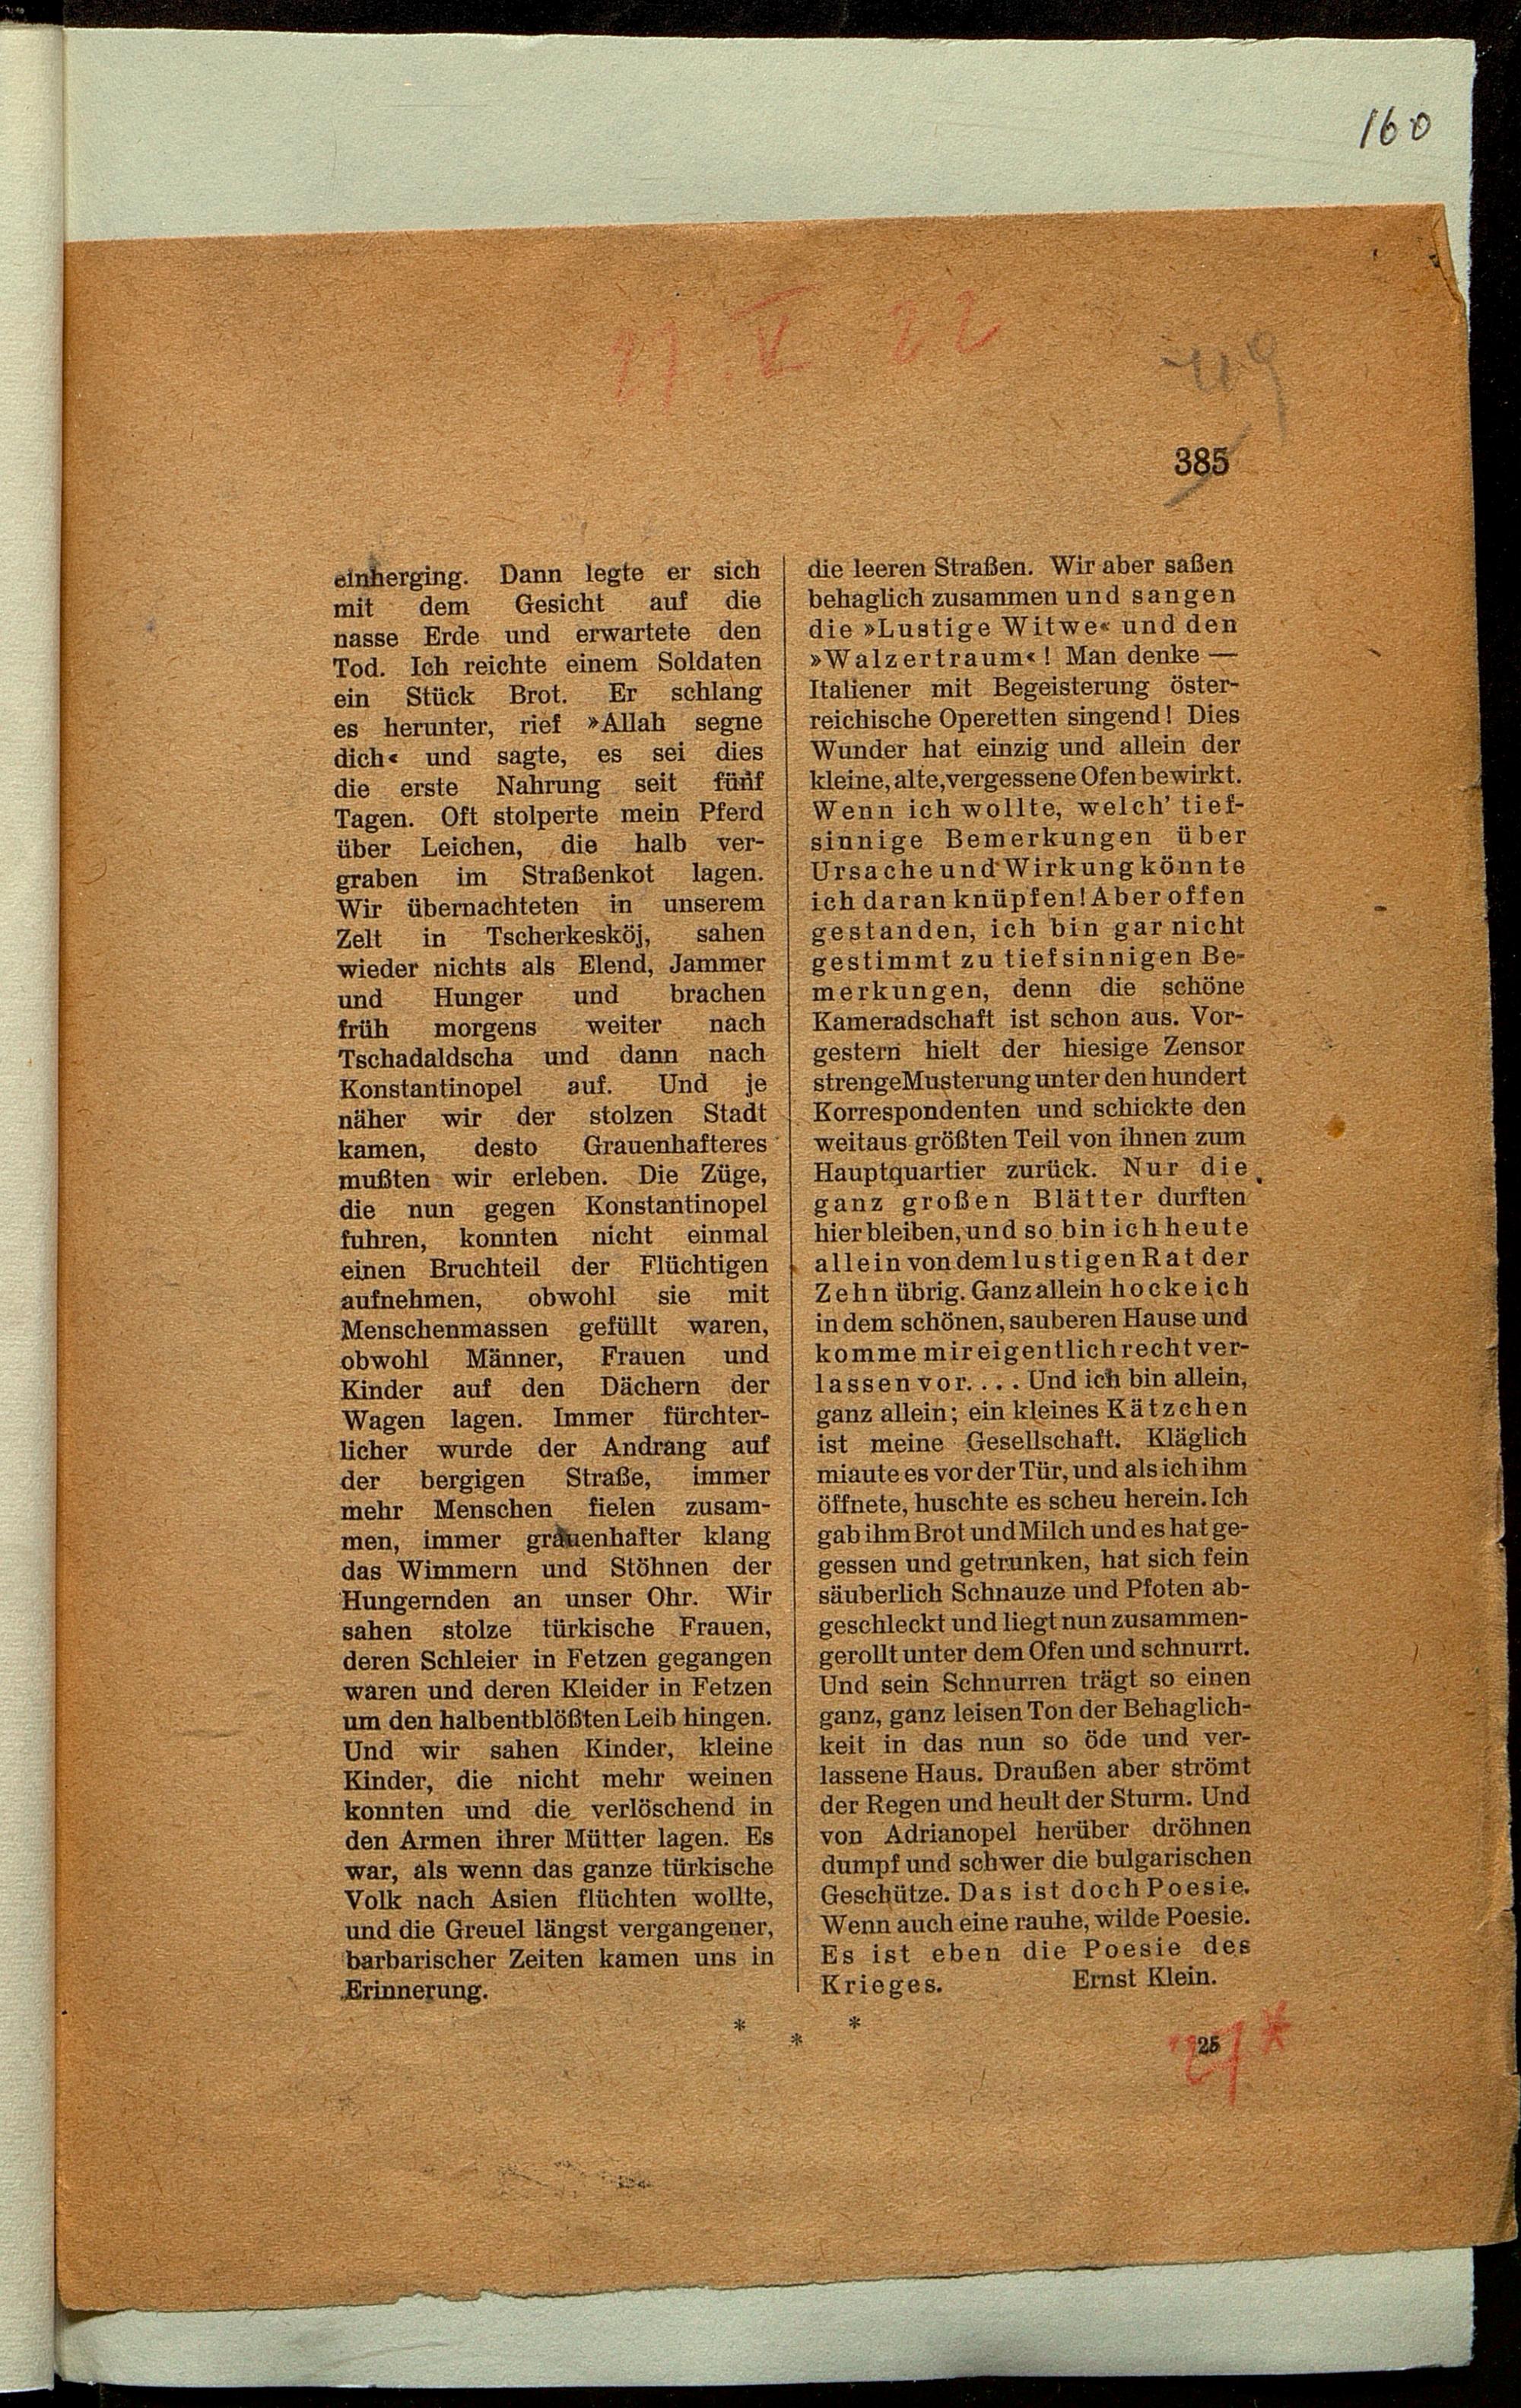 160
385
einherging. Dann legte er sich
mit dem Gesicht auf die
nasse Erde und erwartete den
Tod. Ich reichte einem Soldaten
ein Stück Brot. Er schlang
es herunter, rief »Allah segne
dich« und sagte, es sei dies
die erste Nahrung seit fünf
Tagen. Oft stolperte mein Pferd
über Leichen, die halb ver-
graben im Straßenkot lagen.
Wir übernachteten in unserem
Zelt in Tscherkesköj, sahen
wieder nichts als Elend, Jammer
und Hunger und brachen
früh morgens weiter nach
Tschadaldscha und dann nach
Konstantinopel auf. Und je
näher wir der stolzen Stadt
kamen, desto Grauenhafteres
mußten wir erleben. Die Züge,
die nun gegen Konstantinopel
fuhren, konnten nicht einmal
einen Bruchteil der Flüchtigen
aufnehmen, obwohl sie mit
Menschenmassen gefüllt waren,
obwohl Männer, Frauen und
Kinder auf den Dächern der
Wagen lagen. Immer fürchter-
licher wurde der Andrang auf
der bergigen Straße, immer
mehr Menschen fielen zusam-
men, immer grauenhafter klang
das Wimmern und Stöhnen der
Hungernden an unser Ohr. Wir
sahen stolze türkische Frauen,
deren Schleier in Fetzen gegangen
waren und deren Kleider in Fetzen
um den halbentblößten Leib hingen.
Und wir sahen Kinder, kleine
Kinder, die nicht mehr weinen
konnten und die verlöschend in
den Armen ihrer Mütter lagen. Es
war, als wenn das ganze türkische
Volk nach Asien flüchten wollte,
und die Greuel längst vergangener,
barbarischer Zeiten kamen uns in
Erinnerung.
die leeren Straßen. Wir aber saßen
behaglich zusammen und sangen
die »Lustige Witwe« und den
»Walzertraum«! Man denke —
Italiener mit Begeisterung öster-
reichische Operetten singend! Dies
Wunder hat einzig und allein der
kleine, alte, vergessene Ofen bewirkt.
Wenn ich wollte, welch' tief-
sinnige Bemerkungen über
Ursache und Wirkung könnte
ich daran knüpfen! Aber offen
gestanden, ich bin gar nicht
gestimmt zu tiefsinnigen Be-
merkungen, denn die schöne
Kameradschaft ist schon aus. Vor-
gestern hielt der hiesige Zensor
strenge Musterung unter den hundert
Korrespondenten und schickte den
weitaus größten Teil von ihnen zum
Hauptquartier zurück. Nur die
ganz großen Blätter durften
hier bleiben, und so bin ich heute
allein von dem lustigen Rat der
Zehn übrig. Ganz allein hocke ich
in dem schönen, sauberen Hause und
komme mir eigentlich recht ver-
lassen vor.... Und ich bin allein,
ganz allein; ein kleines Kätzchen
ist meine Gesellschaft. Kläglich
miaute es vor der Tür, und als ich ihm
öffnete, huschte es scheu herein. Ich
gab ihm Brot und Milch und es hat ge-
gessen und getrunken, hat sich fein
säuberlich Schnauze und Pfoten ab-
geschleckt und liegt nun zusammen-
gerollt unter dem Ofen und schnurrt.
Und sein Schnurren trägt so einen
ganz, ganz leisen Ton der Behaglich-
keit in das nun so öde und ver-
lassene Haus. Draußen aber strömt
der Regen und heult der Sturm. Und
von Adrianopel herüber dröhnen
dumpf und schwer die bulgarischen
Geschütze. Das ist doch Poesie.
Wenn auch eine rauhe, wilde Poesie.
Es ist eben die Poesie des
Krieges. Ernst Klein.
* * *
25
27*